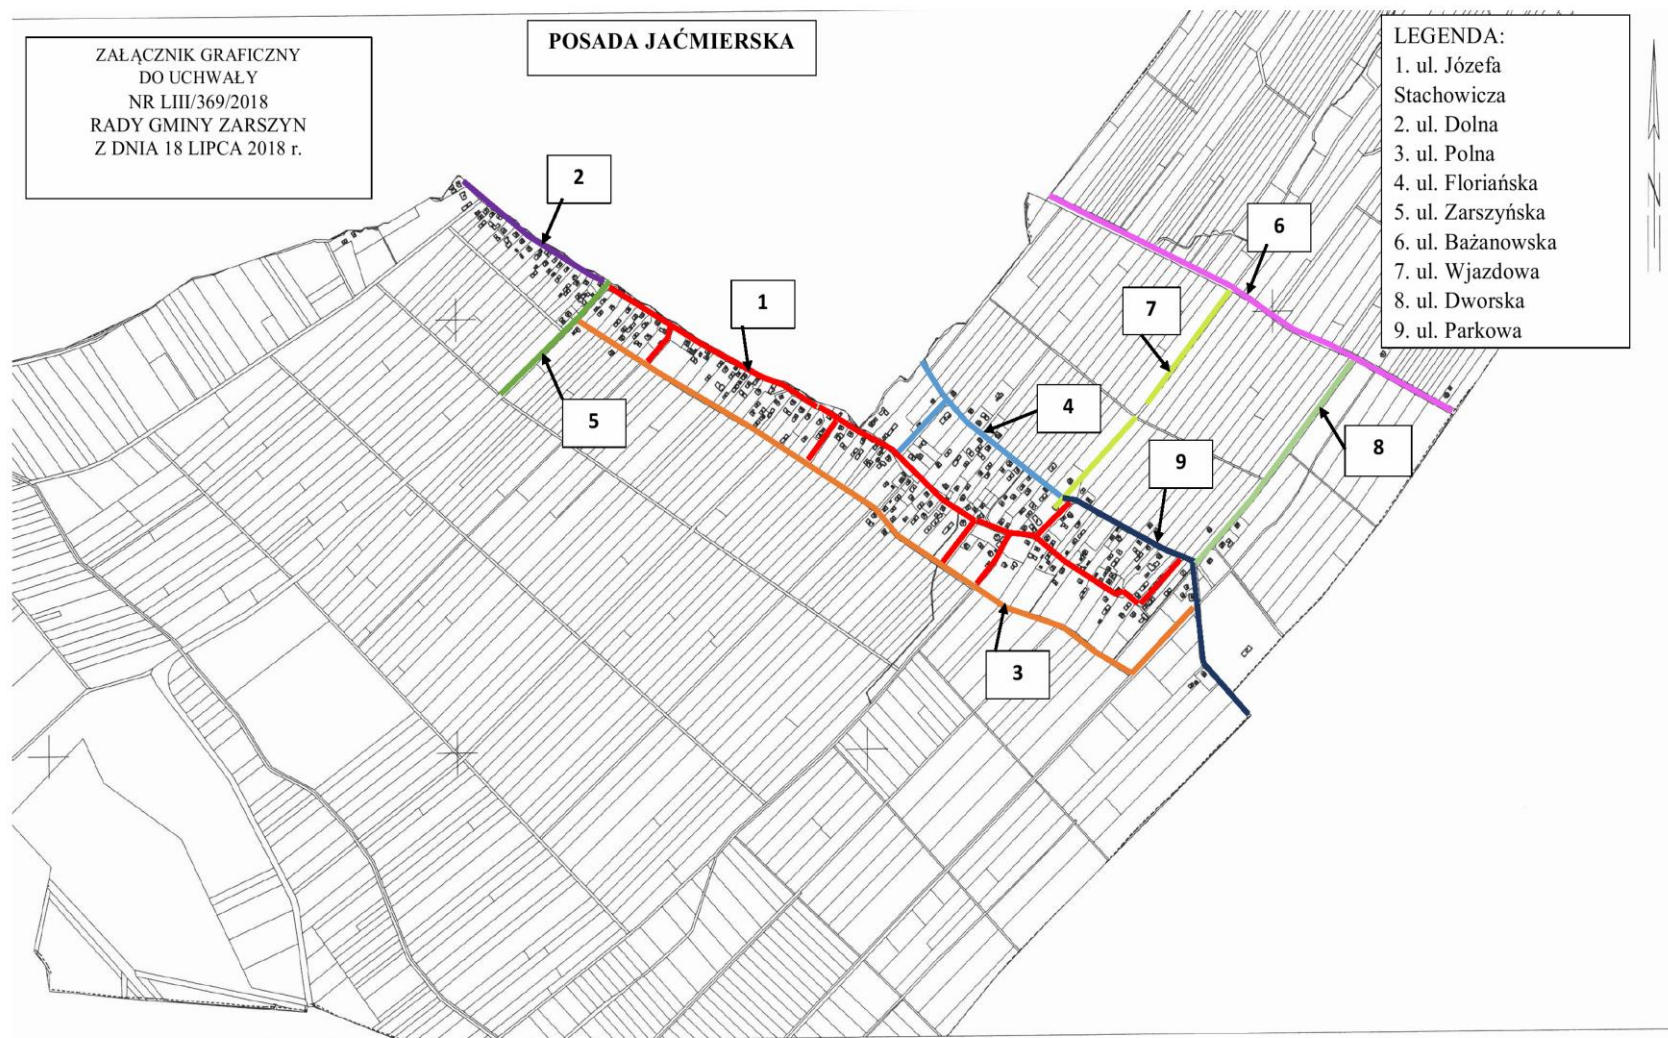 ZAŁĄCZNIK GRAFICZNY
DO UCHWAŁY
NR LIII/369/2018
RADY GMINY ZARSZYN
Z DNIA 18 LIPCA 2018 r.
POSADA JAĆMIERSKA
LEGENDA:
1. ul. Józefa
Stachowicza
2. ul. Dolna
3. ul. Polna
4. ul. Floriańska
5. ul. Zarszyńska
6. ul. Bażanowska
7. ul. Wjazdowa
8. ul. Dworska
9. ul. Parkowa
N
2
6
1
7
4
5
8
9
3